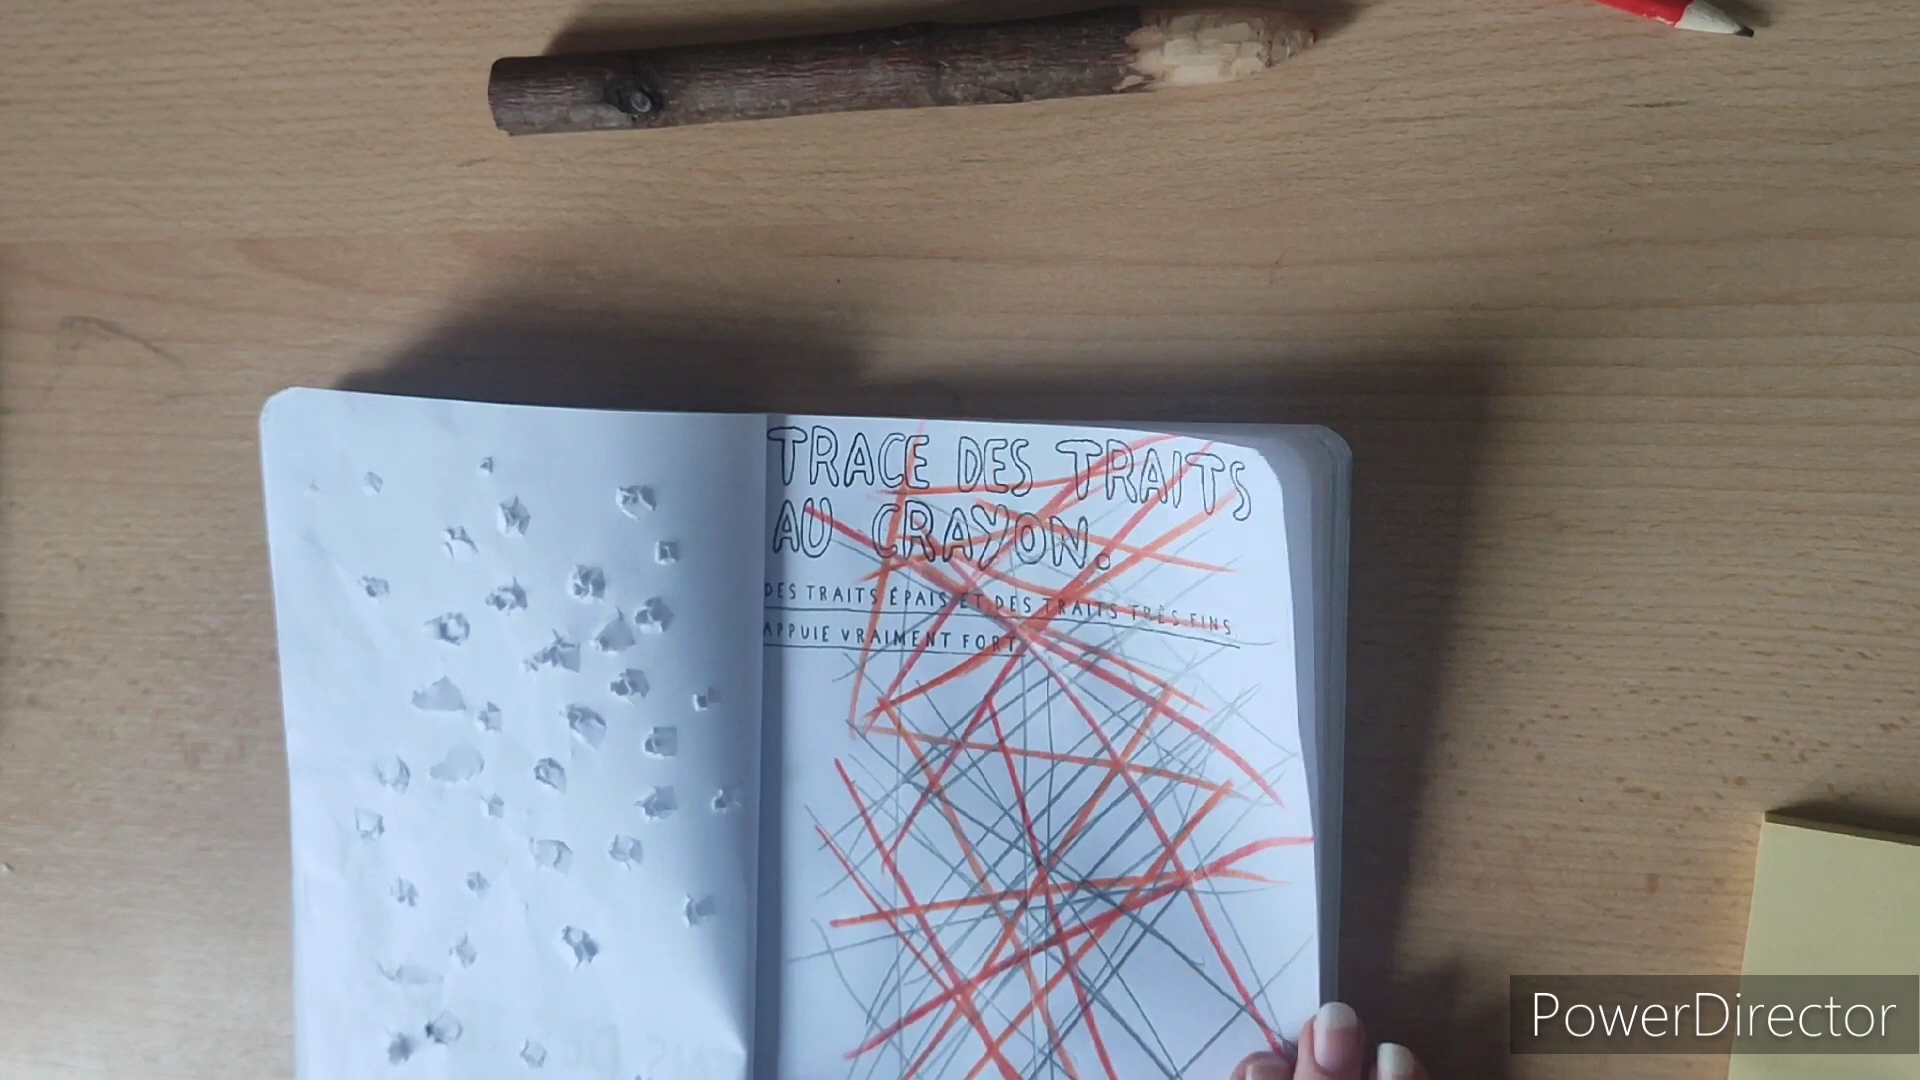 TRACE DES TRAITS
AU CRAYON.
DES TRAITS ÉPAIS ET DES TRAITS TRÈS FINS
APPUIE VRAIMENT FORT.
PowerDirector